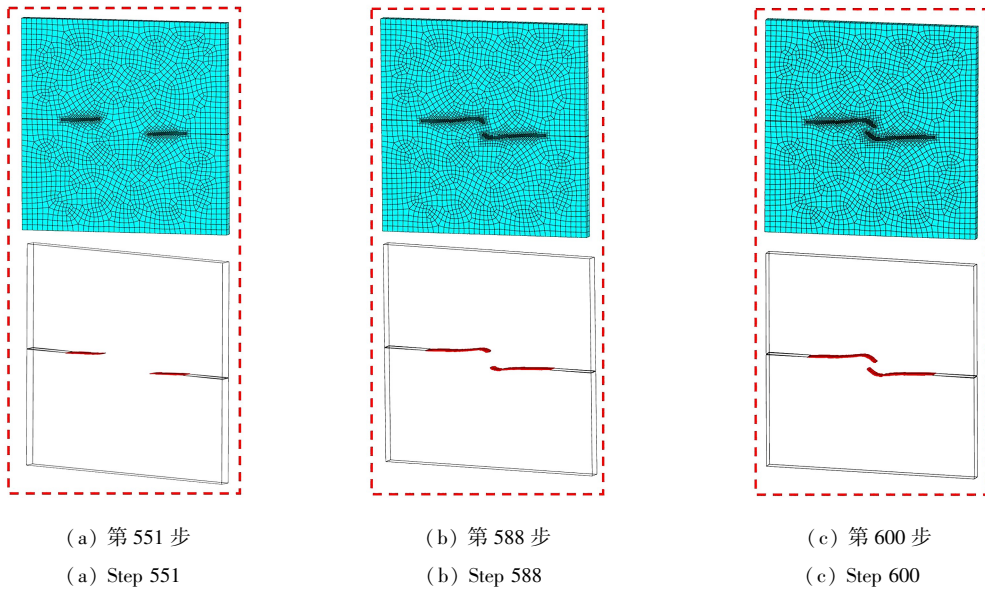 (a) 第 551 步
(b) 第 588 步
(c) 第 600 步
(a) Step 551
(b) Step 588
(c) Step 600